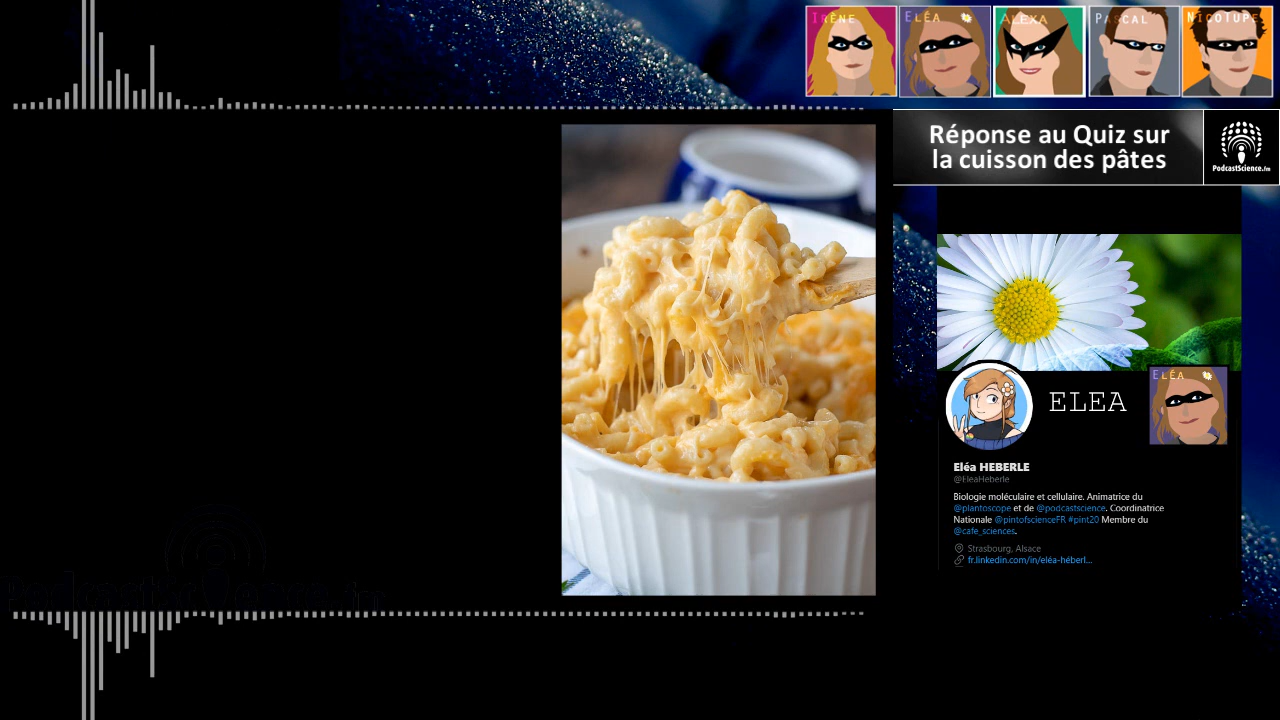 IRÈNE
ELÉA
ALEXA
PASCAL
NICOTUPE
Réponse au Quiz sur
la cuisson des pâtes
PodcastScience.fm
ELÉA
ELEA
Eléa HEBERLE
@EleaHeberle
Biologie moléculaire et cellulaire. Animatrice du
@plantoscope et de @podcastscience. Coordinatrice
Nationale @pintofscienceFR #pint20 Membre du
@cafe_sciences.
Strasbourg, Alsace
fr.linkedin.com/in/eléa-héberl...